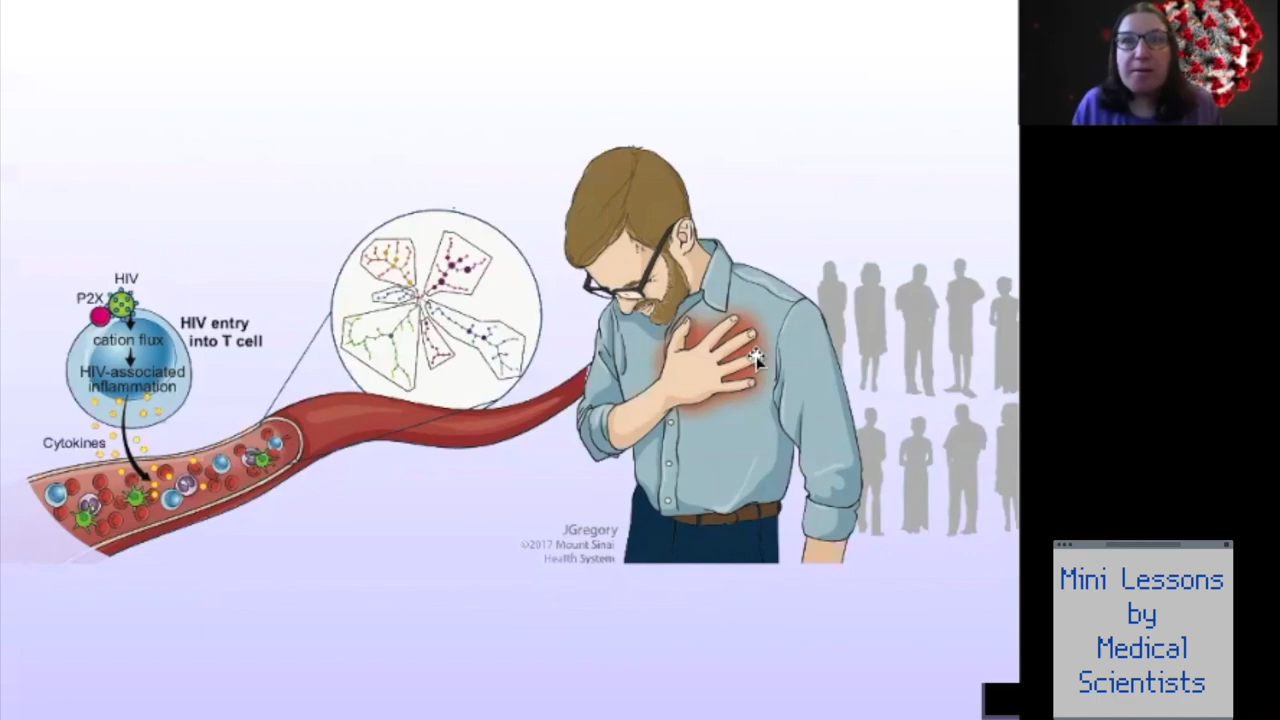 HIV
P2X
cation flux
HIV-associated
inflammation
HIV entry
into T cell
Cytokines
JGregory
©2017 Mount Sinai
Health System
Mini Lessons
by
Medical
Scientists